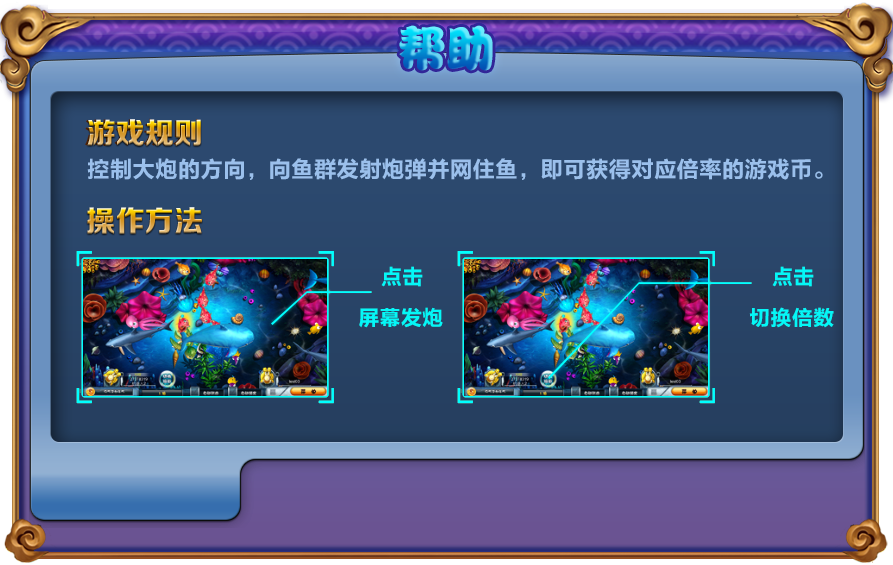 帮助
游戏规则
控制大炮的方向，向鱼群发射炮弹并网住鱼，即可获得对应倍率的游戏币。
操作方法
点击
屏幕发炮
点击
切换倍数